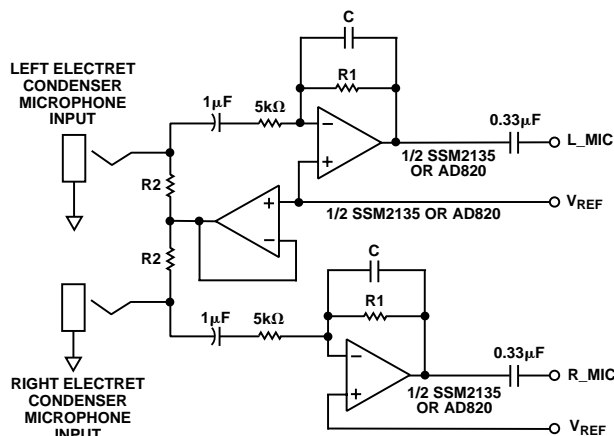 C
R1
LEFT ELECTRET
CONDENSER
MICROPHONE
INPUT
1µF
5kΩ
0.33µF
–
+
L_MIC
1/2 SSM2135
OR AD820
R2
+
–
VREF
1/2 SSM2135 OR AD820
R2
C
R1
1µF
5kΩ
0.33µF
–
+
R_MIC
1/2 SSM2135
OR AD820
VREF
RIGHT ELECTRET
CONDENSER
MICROPHONE
INPUT